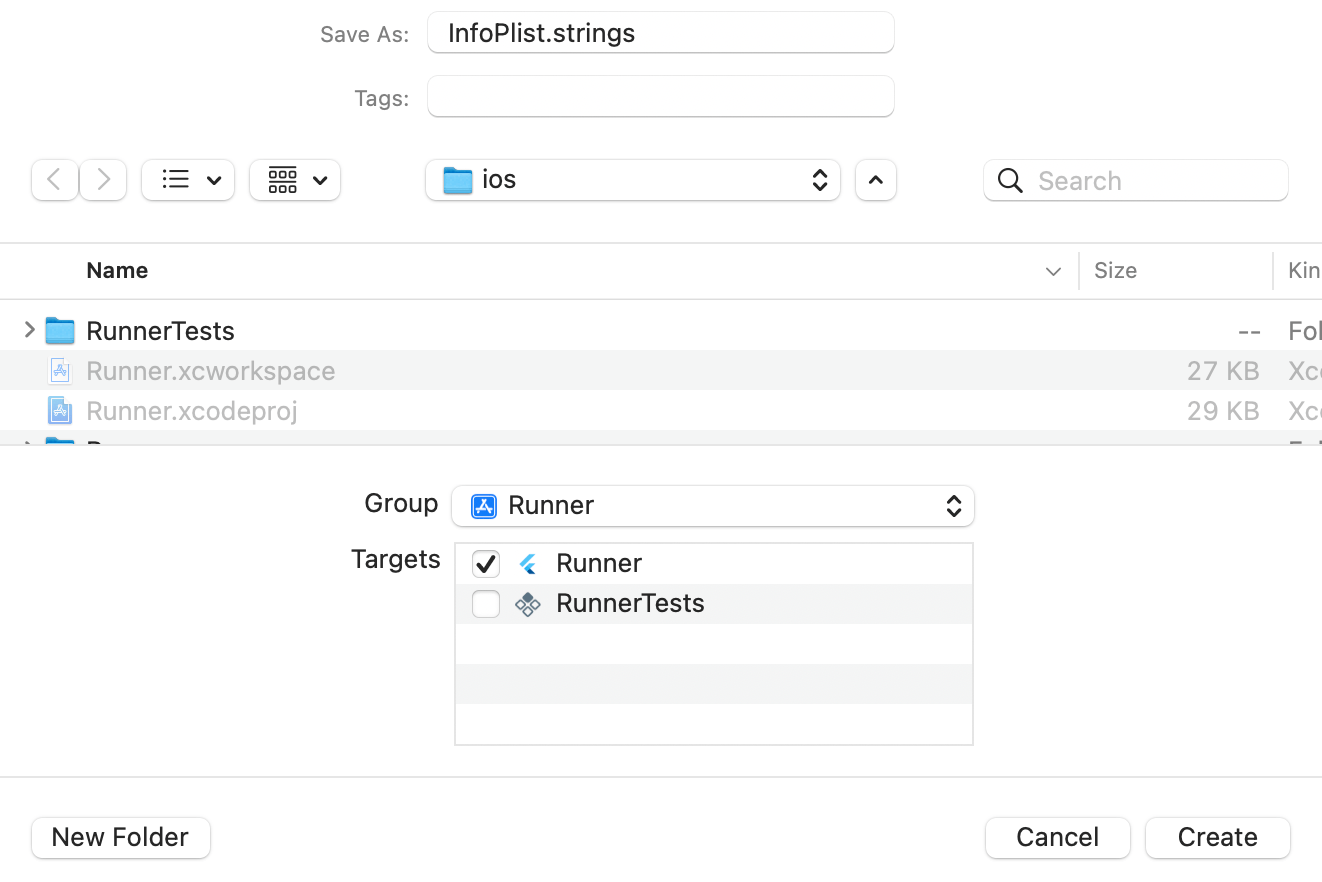 Save As: InfoPlist.strings
Tags:
ios
Search
Name Size Kin
RunnerTests -- Fol
Runner.xcworkspace 27 KB Xc
Runner.xcodeproj 29 KB Xc
Group Runner
Targets Runner
RunnerTests
New Folder Cancel Create